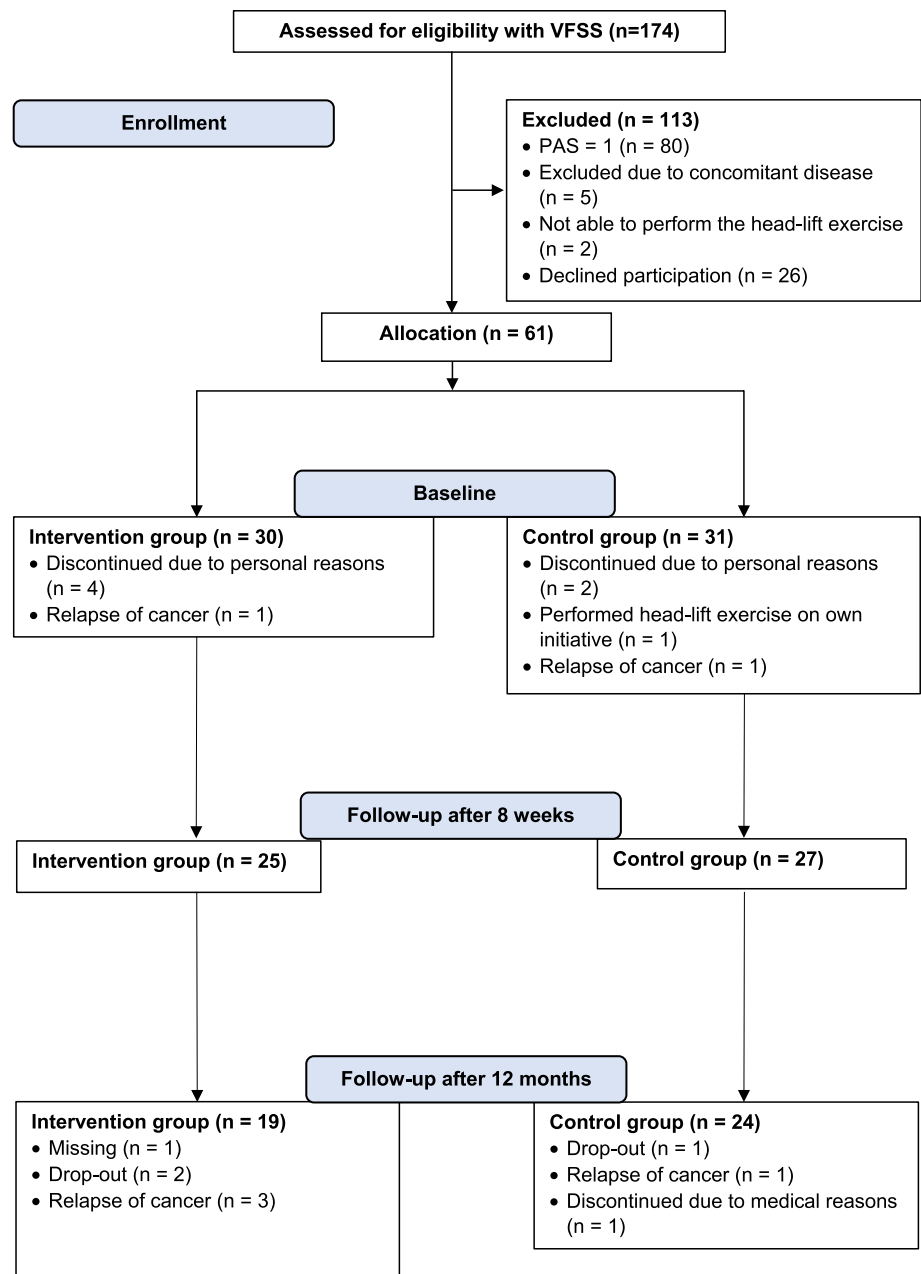 Assessed for eligibility with VFSS (n=174)
Enrollment
Excluded (n = 113)
• PAS = 1 (n = 80)
• Excluded due to concomitant disease
(n = 5)
• Not able to perform the head-lift exercise
(n = 2)
• Declined participation (n = 26)
Allocation (n = 61)
Baseline
Intervention group (n = 30)
• Discontinued due to personal reasons
(n = 4)
• Relapse of cancer (n = 1)
Control group (n = 31)
• Discontinued due to personal reasons
(n = 2)
• Performed head-lift exercise on own
initiative (n = 1)
• Relapse of cancer (n = 1)
Follow-up after 8 weeks
Intervention group (n = 25)
Control group (n = 27)
Follow-up after 12 months
Intervention group (n = 19)
• Missing (n = 1)
• Drop-out (n = 2)
• Relapse of cancer (n = 3)
Control group (n = 24)
• Drop-out (n = 1)
• Relapse of cancer (n = 1)
• Discontinued due to medical reasons
(n = 1)